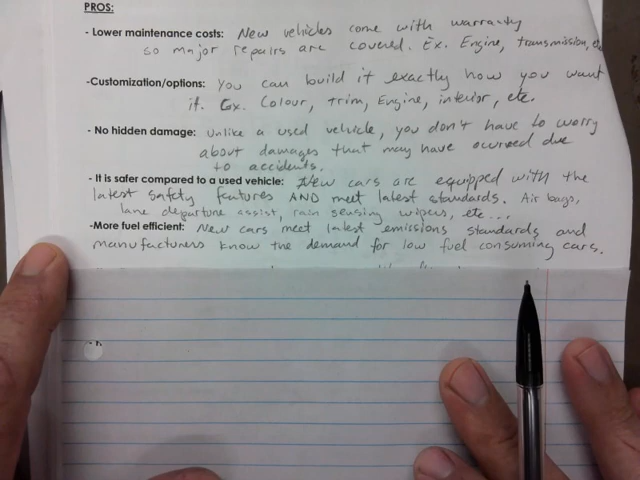 PROS:
- Lower maintenance costs: New vehicles come with warranty
so major repairs are covered. Ex. Engine, transmission, etc
-Customization/options: You can build it exactly how you want
it. Ex. Colour, Trim, Engine, interior, etc.
- No hidden damage: Unlike a used vehicle, you don't have to worry
about damages that may have ocurred due
to accidents.
- It is safer compared to a used vehicle: New cars are equipped with the
latest safety features AND meet latest standards. Air bags,
lane departure assist, rain sensing wipers, etc...
-More fuel efficient: New cars meet latest emissions standards and
manufacturers know the demand for low fuel consuming cars.